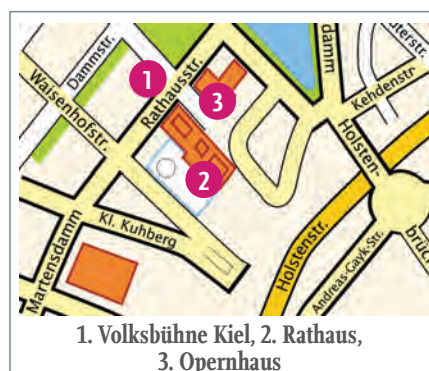 Dammstr.
Waisenhofstr.
Rathausstr.
1
3
2
damm
Kehdenstr.
Holsten-
brück
Kl. Kuhberg
Martensdamm
Holstenstr.
Andreas-Gayk-Str.
1. Volksbühne Kiel, 2. Rathaus,
3. Opernhaus